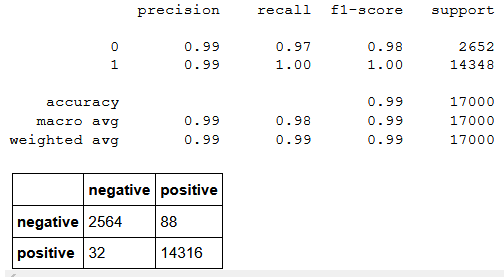 precision recall f1-score support
0 0.99 0.97 0.98 2652
1 0.99 1.00 1.00 14348
accuracy 0.99 17000
macro avg 0.99 0.98 0.99 17000
weighted avg 0.99 0.99 0.99 17000
negative positive
negative 2564 88
positive 32 14316